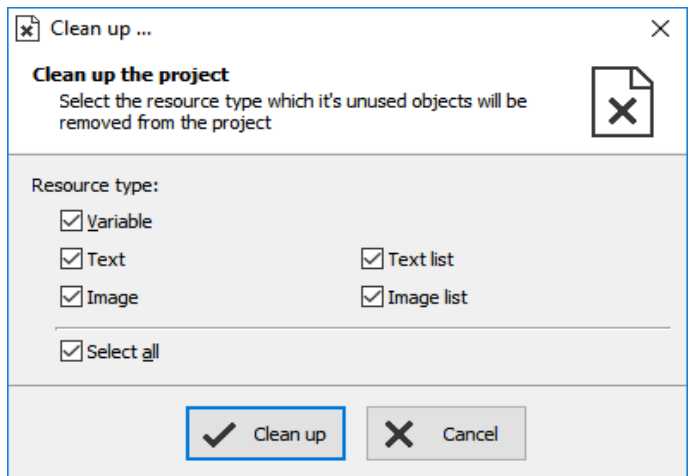 Clean up ...
Clean up the project
Select the resource type which it's unused objects will be
removed from the project
Resource type:
Variable
Text Text list
Image Image list
Select all
Clean up Cancel